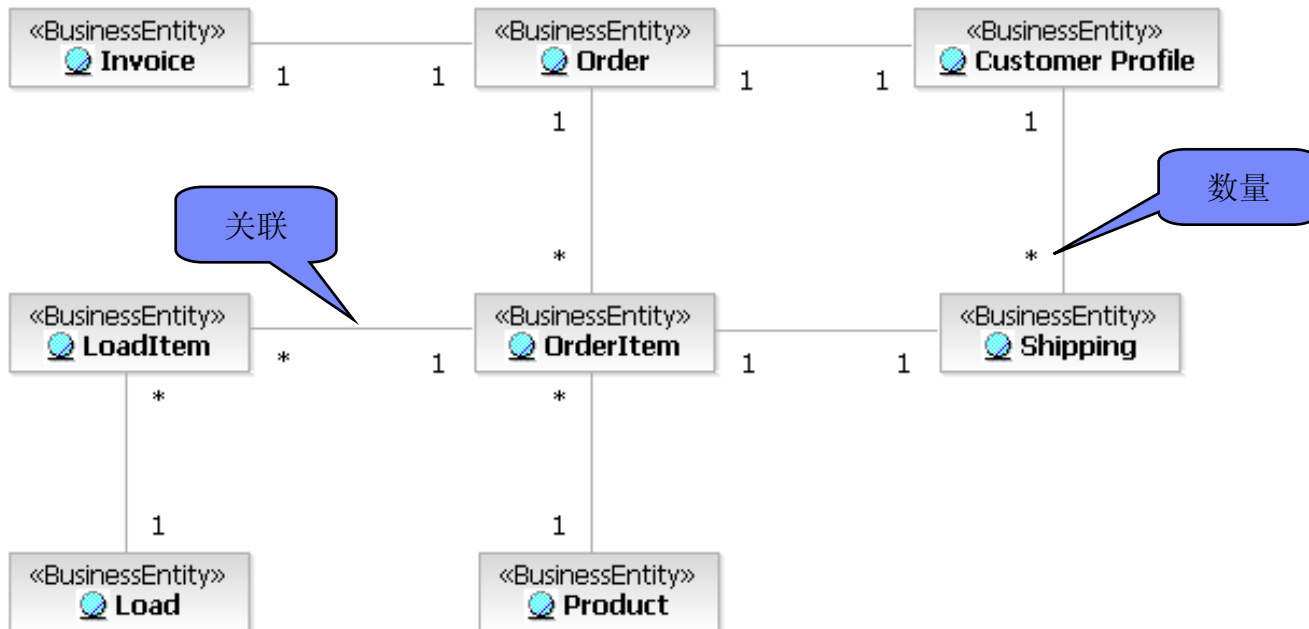 «BusinessEntity» «BusinessEntity» «BusinessEntity»
Invoice Order Customer Profile
1 1 1 1
1 1
关联 数量
* *
«BusinessEntity» «BusinessEntity» «BusinessEntity»
LoadItem OrderItem Shipping
* 1 1 1
* *
1 1
«BusinessEntity» «BusinessEntity»
Load Product